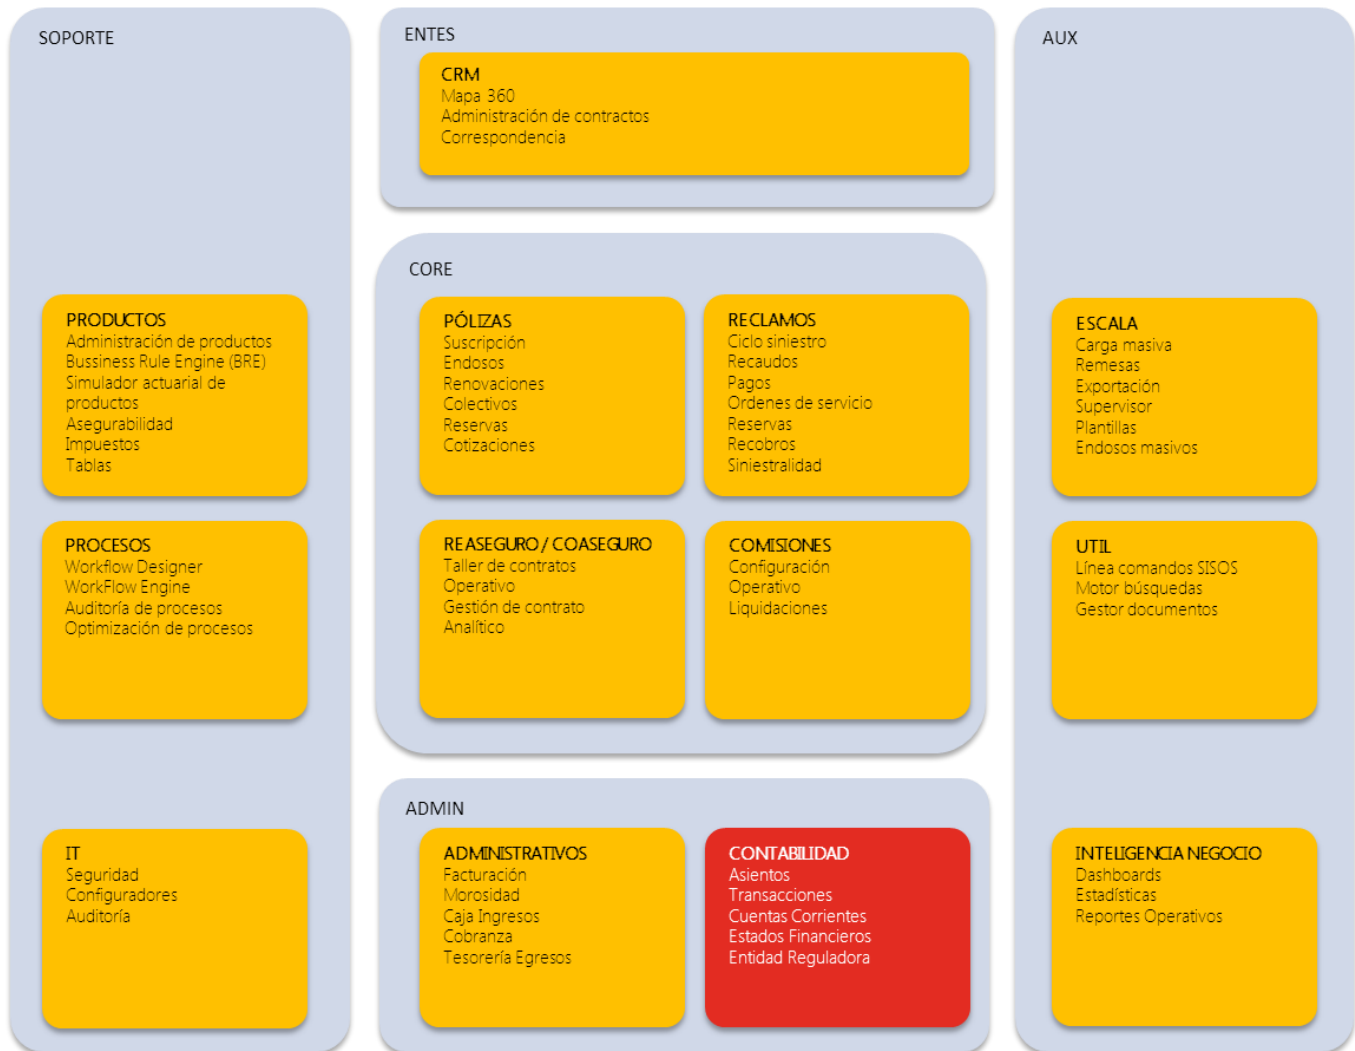 SOPORTE
PRODUCTOS
Administración de productos
Bussiness Rule Engine (BRE)
Simulador actuarial de
productos
Asegurabilidad
Impuestos
Tablas
PROCESOS
Workflow Designer
WorkFlow Engine
Auditoría de procesos
Optimización de procesos
IT
Seguridad
Configuradores
Auditoría
ENTES
CRM
Mapa 360
Administración de contractos
Correspondencia
CORE
PÓLIZAS
Suscripción
Endosos
Renovaciones
Colectivos
Reservas
Cotizaciones
RECLAMOS
Ciclo siniestro
Recaudos
Pagos
Ordenes de servicio
Reservas
Recobros
Siniestralidad
REASEGURO / COASEGURO
Taller de contratos
Operativo
Gestión de contrato
Analítico
COMISIONES
Configuración
Operativo
Liquidaciones
ADMIN
ADMINISTRATIVOS
Facturación
Morosidad
Caja Ingresos
Cobranza
Tesorería Egresos
CONTABILIDAD
Asientos
Transacciones
Cuentas Corrientes
Estados Financieros
Entidad Reguladora
AUX
ESCALA
Carga masiva
Remesas
Exportación
Supervisor
Plantillas
Endosos masivos
UTIL
Línea comandos SISOS
Motor búsquedas
Gestor documentos
INTELIGENCIA NEGOCIO
Dashboards
Estadísticas
Reportes Operativos